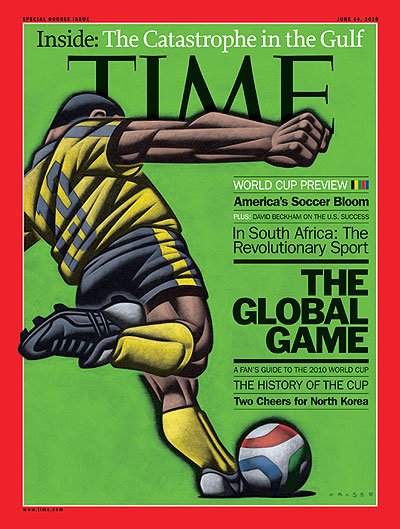 SPECIAL DOUBLE ISSUE
JUNE 14, 2010
Inside: The Catastrophe in the Gulf
TIME
WORLD CUP PREVIEW
America's Soccer Bloom
PLUS: DAVID BECKHAM ON THE U.S. SUCCESS
In South Africa: The
Revolutionary Sport
THE
GLOBAL
GAME
A FAN'S GUIDE TO THE 2010 WORLD CUP
THE HISTORY OF THE CUP
Two Cheers for North Korea
FRASER
www.time.com